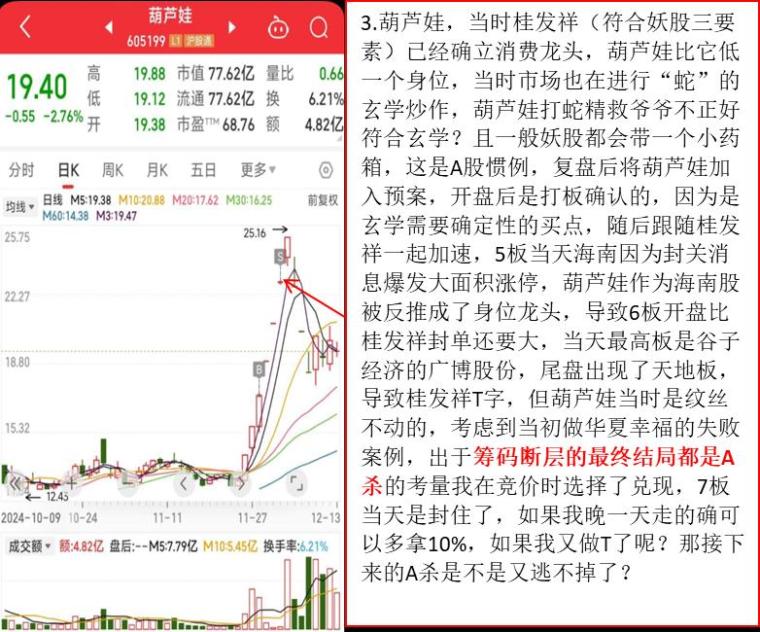 葫芦娃
605199 L1 沪股通
19.40
-0.55 -2.76%
高 19.88 市值 77.62亿 量比 0.66
低 19.12 流通 77.62亿 换 6.21%
开 19.38 市盈TTM 68.76 额 4.82亿
分时 日K 周K 月K 五日 更多
均线 日线 M5:19.38 M10:20.88 M20:17.62 M30:16.25 前复权
M60:14.38 M3:19.47
25.75
25.16
S
22.27
18.80
B
15.32
12.45
2024-10-09 10-24 11-11 11-27 12-13
成交额 额:4.82亿 盘后:-- M5:7.79亿 M10:5.45亿 换手率:6.21%
3.葫芦娃，当时桂发祥（符合妖股三要
素）已经确立消费龙头，葫芦娃比它低
一个身位，当时市场也在进行“蛇”的
玄学炒作，葫芦娃打蛇精救爷爷不正好
符合玄学？且一般妖股都会带一个小药
箱，这是A股惯例，复盘后将葫芦娃加
入预案，开盘后是打板确认的，因为是
玄学需要确定性的买点，随后跟随桂发
祥一起加速，5板当天海南因为封关消
息爆发大面积涨停，葫芦娃作为海南股
被反推成了身位龙头，导致6板开盘比
桂发祥封单还要大，当天最高板是谷子
经济的广博股份，尾盘出现了天地板，
导致桂发祥T字，但葫芦娃当时是纹丝
不动的，考虑到当初做华夏幸福的失败
案例，出于筹码断层的最终结局都是A
杀的考量我在竞价时选择了兑现，7板
当天是封住了，如果我晚一天走的确可
以多拿10%，如果我又做T了呢？那接下
来的A杀是不是又逃不掉了？